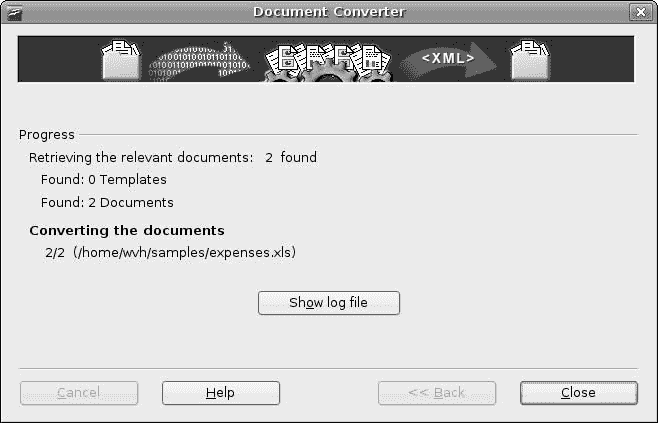 Document Converter
<XML>
Progress
Retrieving the relevant documents: 2 found
Found: 0 Templates
Found: 2 Documents
Converting the documents
2/2 (/home/wvh/samples/expenses.xls)
Show log file
Cancel Help << Back Close